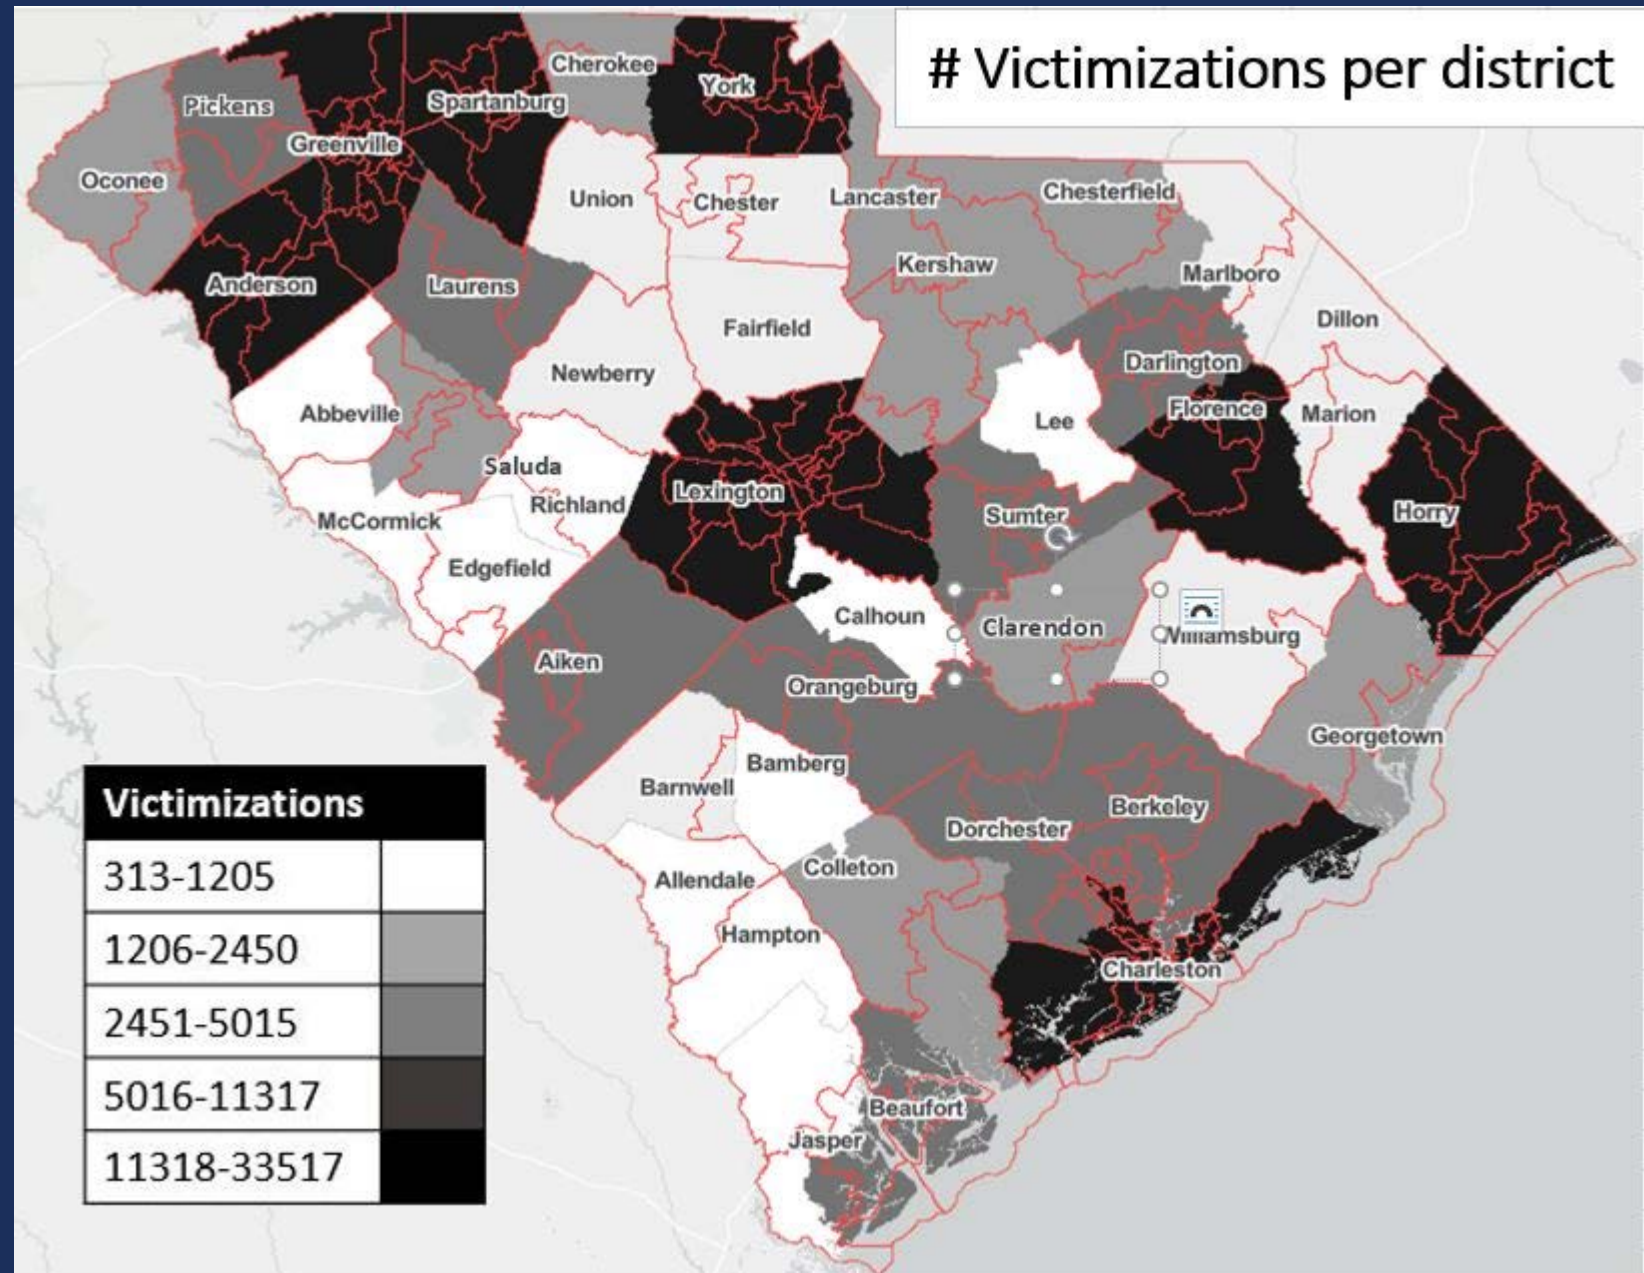 # Victimizations per district
Cherokee
York
Spartanburg
Pickens
Greenville
Oconee
Union
Chester
Lancaster
Chesterfield
Kershaw
Marlboro
Anderson
Laurens
Fairfield
Dillon
Newberry
Darlington
Abbeville
Lee
Florence
Marion
Saluda
Richland
Lexington
Horry
McCormick
Sumter
Edgefield
Calhoun
Clarendon
Williamsburg
Aiken
Orangeburg
Georgetown
Bamberg
Barnwell
Berkeley
Dorchester
Colleton
Allendale
Hampton
Charleston
Beaufort
Jasper
Victimizations
313-1205
1206-2450
2451-5015
5016-11317
11318-33517